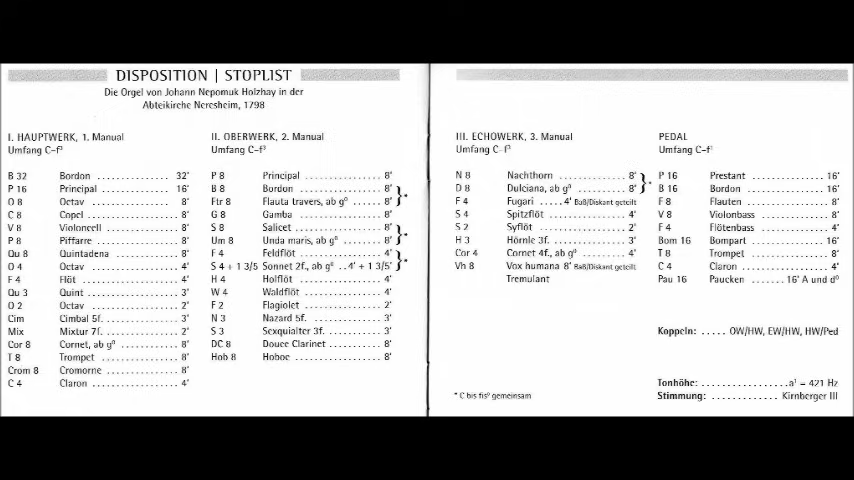 DISPOSITION | STOPLIST
Die Orgel von Johann Nepomuk Holzhay in der
Abteikirche Neresheim, 1798
I. HAUPTWERK, 1. Manual
Umfang C-f³
B 32 Bordon ............... 32'
P 16 Principal ............... 16'
O 8 Octav ............... 8'
C 8 Copel ............... 8'
V 8 Violoncell ............... 8'
P 8 Piffarre ............... 8'
Qu 8 Quintadena ............... 8'
O 4 Octav ............... 4'
F 4 Flöt ............... 4'
Qu 3 Quint ............... 3'
O 2 Octav ............... 2'
Cim Cimbal 5f. ............... 3'
Mix Mixtur 7f. ............... 2'
Cor 8 Cornet, ab g⁰ ............... 8'
T 8 Trompet ............... 8'
Crom 8 Cromorne ............... 8'
C 4 Claron ............... 4'
II. OBERWERK, 2. Manual
Umfang C-f³
P 8 Principal ............... 8'
B 8 Bordon ............... 8'
Ftr 8 Flauta travers, ab g⁰ ....... 8' } *
G 8 Gamba ............... 8'
S 8 Salicet ............... 8'
Um 8 Unda maris, ab g⁰ ......... 8' } *
F 4 Feldflöt ............... 4'
S 4 + 1 3/5 Sonnet 2f., ab g⁰ .. 4' + 1 3/5' } *
H 4 Holflöt ............... 4'
W 4 Waldflöt ............... 4'
F 2 Flagiolet ............... 2'
N 3 Nazard 5f. ............... 3'
S 3 Sexquialter 3f. ............... 3'
DC 8 Douce Clarinet ............... 8'
Hob 8 Hoboe ............... 8'
III. ECHOWERK, 3. Manual
Umfang C-f³
N 8 Nachthorn ............... 8'
D 8 Dulciana, ab g⁰ ............ 8' } *
F 4 Fugari ..... 4' Baß/Diskant geteilt
S 4 Spitzflöt ............... 4'
S 2 Syflöt ............... 2'
H 3 Hörnle 3f. ............... 3'
Cor 4 Cornet 4f., ab g⁰ ............ 4'
Vh 8 Vox humana 8' Baß/Diskant geteilt
Tremulant
* C bis fis⁰ gemeinsam
PEDAL
Umfang C-f¹
P 16 Prestant ............... 16'
B 16 Bordon ............... 16'
F 8 Flauten ............... 8'
V 8 Violonbass ............... 8'
F 4 Flötenbass ............... 4'
Bom 16 Bompart ............... 16'
T 8 Trompet ............... 8'
C 4 Claron ............... 4'
Pau 16 Paucken ....... 16' A und d⁰
Koppeln: ..... OW/HW, EW/HW, HW/Ped
Tonhöhe: ................. a¹ = 421 Hz
Stimmung: ............. Kirnberger III